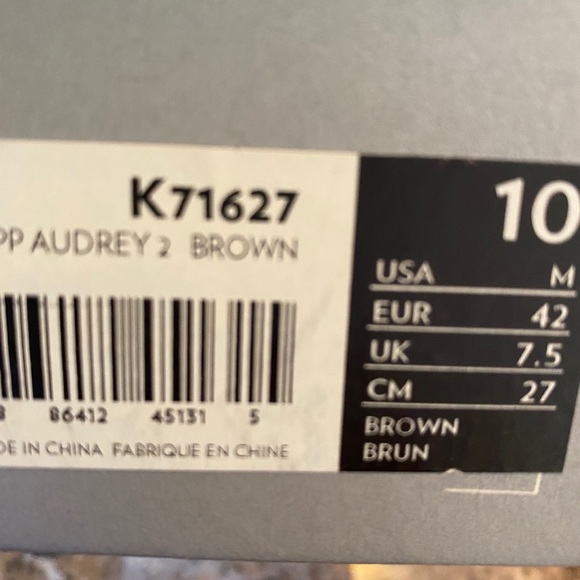 K71627
PP AUDREY 2 BROWN
8 86412 45131 5
DE IN CHINA FABRIQUE EN CHINE
10
USA M
EUR 42
UK 7.5
CM 27
BROWN
BRUN